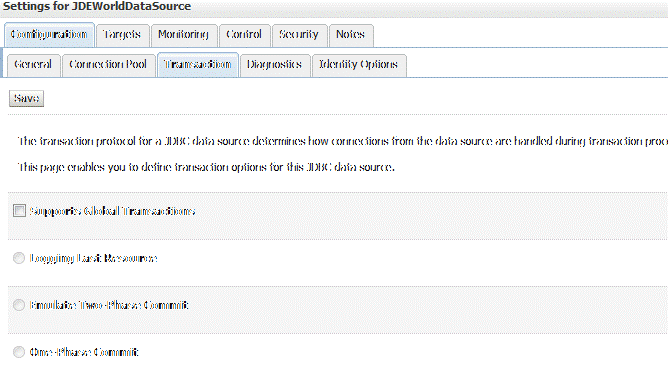 Settings for JDEWorldDataSource
Configuration Targets Monitoring Control Security Notes
General Connection Pool Transaction Diagnostics Identity Options
Save
The transaction protocol for a JDBC data source determines how connections from the data source are handled during transaction proc
This page enables you to define transaction options for this JDBC data source.
Supports Global Transactions
Logging Last Resource
Emulate Two-Phase Commit
One-Phase Commit